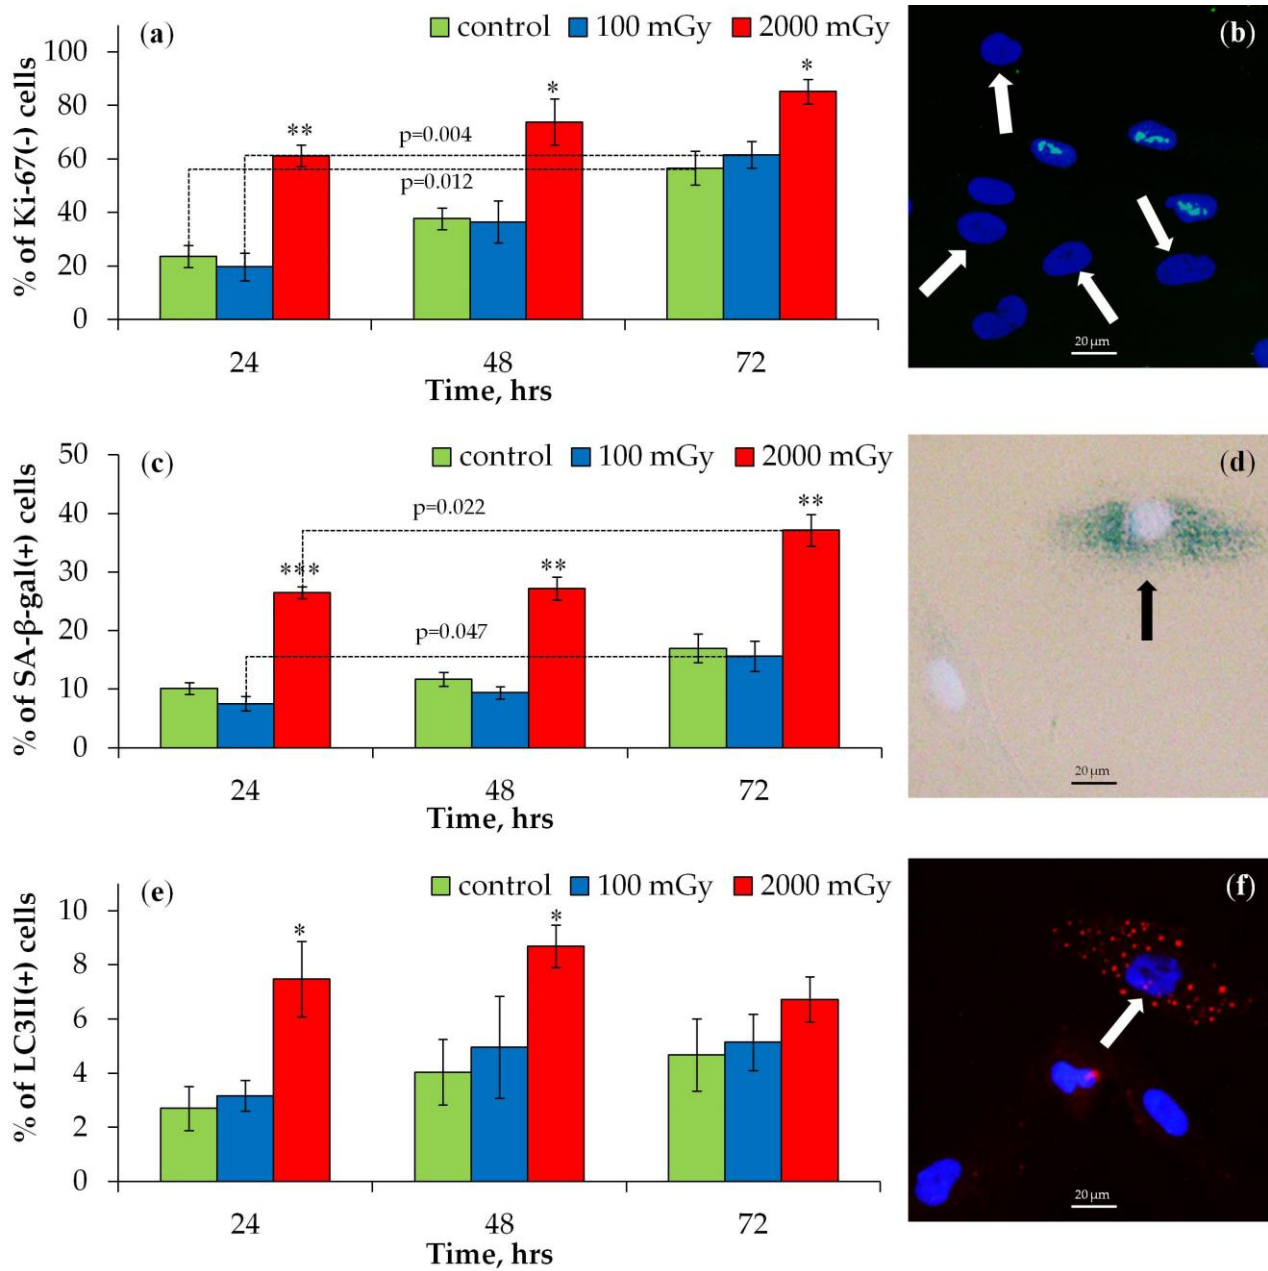 (a)
control 100 mGy 2000 mGy
(b)
% of Ki-67(-) cells
100
80
60
40
20
0
**
*
*
p=0.004
p=0.012
24 48 72
Time, hrs
20 µm
(c)
control 100 mGy 2000 mGy
(d)
% of SA-β-gal(+) cells
50
40
30
20
10
0
***
**
**
p=0.022
p=0.047
24 48 72
Time, hrs
20 µm
(e)
control 100 mGy 2000 mGy
(f)
% of LC3II(+) cells
10
8
6
4
2
0
*
*
24 48 72
Time, hrs
20 µm